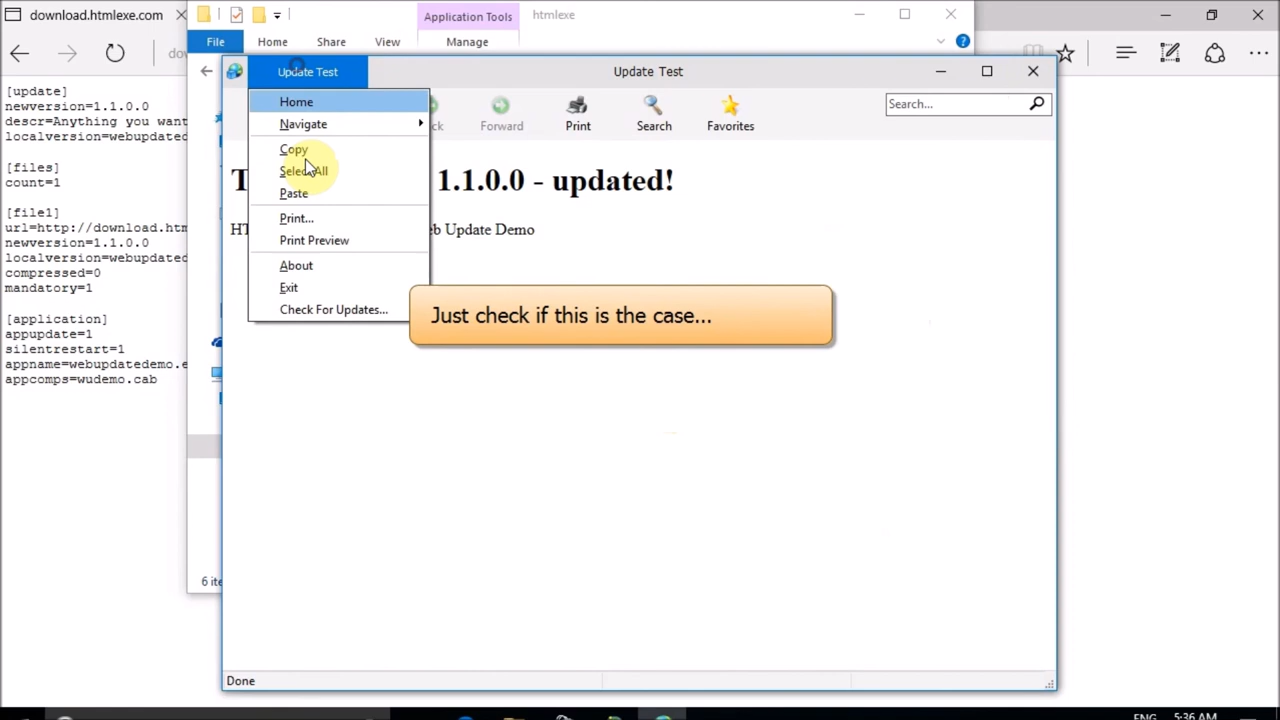 download.htmlexe.com
Application Tools
htmlexe
File
Home
Share
View
Manage
[update]
newversion=1.1.0.0
descr=Anything you want
localversion=webupdated
[files]
count=1
[file1]
url=http://download.htm
newversion=1.1.0.0
localversion=webupdated
compressed=0
mandatory=1
[application]
appupdate=1
silentrestart=1
appname=webupdatedemo.e
appcomps=wudemo.cab
Update Test
Update Test
Home
Navigate
Copy
Select All
Paste
Print...
Print Preview
About
Exit
Check For Updates...
Forward
Print
Search
Favorites
Search...
1.1.0.0 - updated!
Update Demo
Just check if this is the case...
Done
5:36 AM